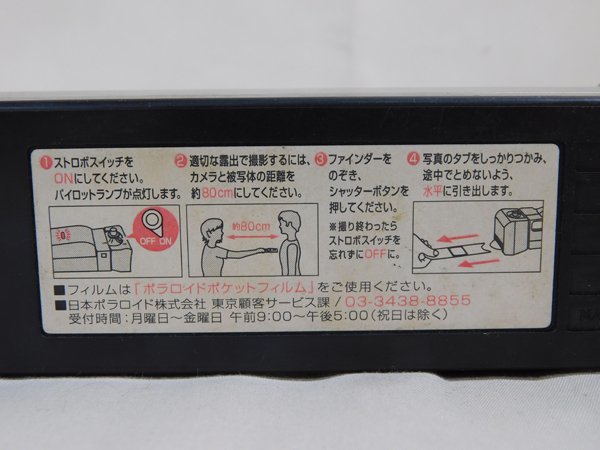 ① ストロボスイッチを
ONにしてください。
パイロットランプが点灯します。
OFF ON
② 適切な露出で撮影するには、
カメラと被写体の距離を
約80cmにしてください。
約80cm
③ ファインダーを
のぞき、
シャッターボタンを
押してください。
※撮り終わったら
ストロボスイッチを
忘れずにOFFに。
④ 写真のタブをしっかりつかみ、
途中でとめないよう、
水平に引き出します。
■フィルムは「ポラロイドポケットフィルム」をご使用ください。
■日本ポラロイド株式会社 東京顧客サービス課/03-3438-8855
受付時間:月曜日〜金曜日 午前9:00〜午後5:00(祝日は除く)